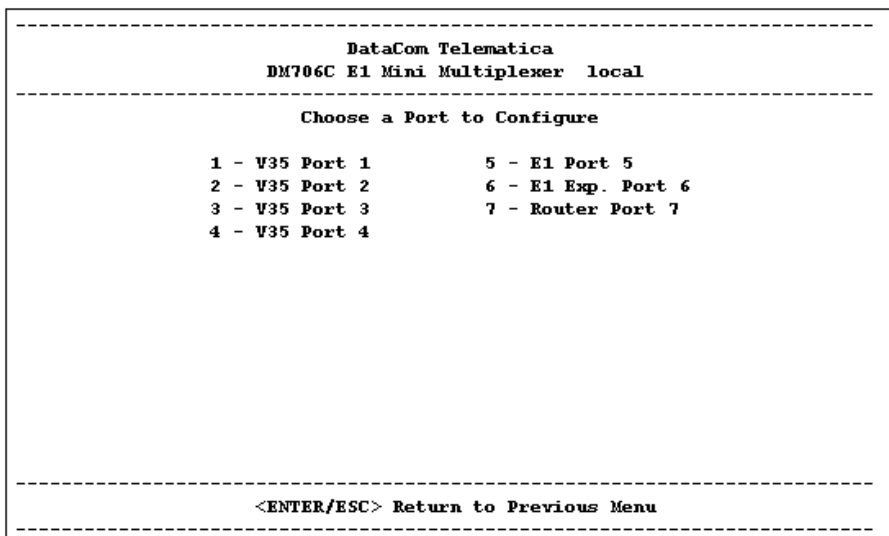 DataCom Telematica
DM706C E1 Mini Multiplexer local
Choose a Port to Configure
1 - V35 Port 1 5 - E1 Port 5
2 - V35 Port 2 6 - E1 Exp. Port 6
3 - V35 Port 3 7 - Router Port 7
4 - V35 Port 4
<ENTER/ESC> Return to Previous Menu